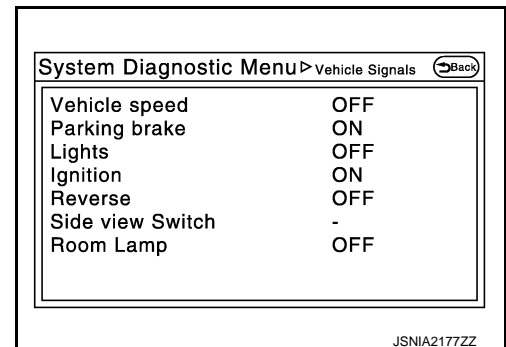 System Diagnostic Menu▷Vehicle Signals Back
Vehicle speed OFF
Parking brake ON
Lights OFF
Ignition ON
Reverse OFF
Side view Switch -
Room Lamp OFF
JSNIA2177ZZ